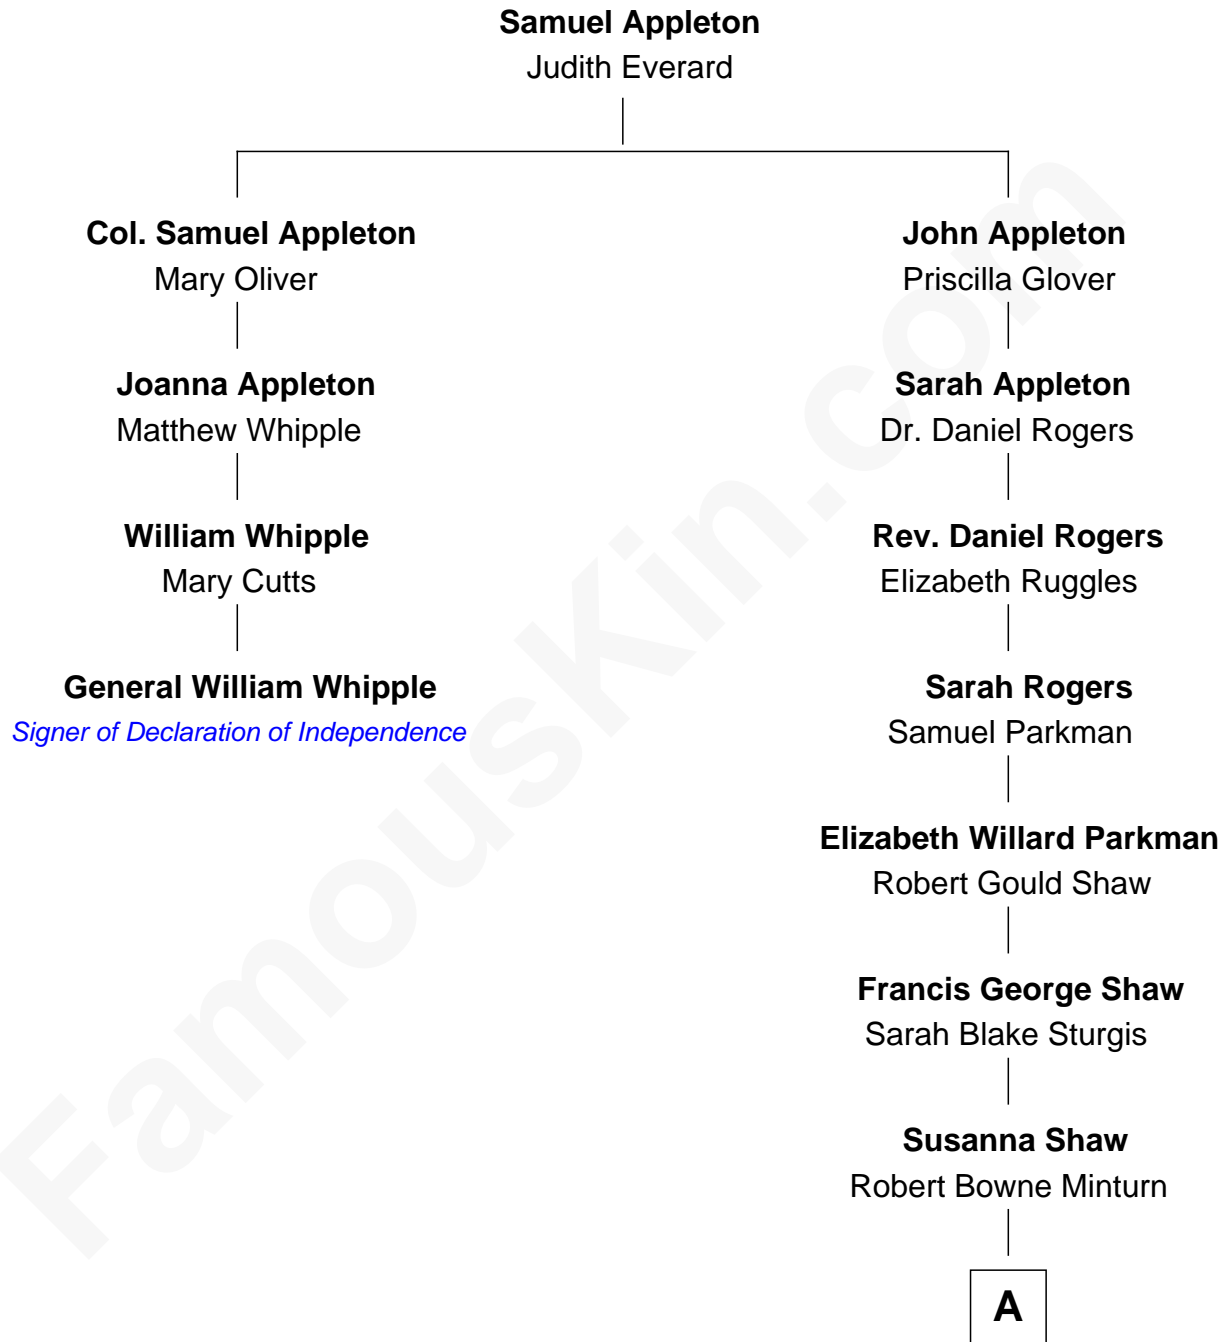 Samuel Appleton
Judith Everard
Col. Samuel Appleton
Mary Oliver
Joanna Appleton
Matthew Whipple
William Whipple
Mary Cutts
General William Whipple
Signer of Declaration of Independence
John Appleton
Priscilla Glover
Sarah Appleton
Dr. Daniel Rogers
Rev. Daniel Rogers
Elizabeth Ruggles
Sarah Rogers
Samuel Parkman
Elizabeth Willard Parkman
Robert Gould Shaw
Francis George Shaw
Sarah Blake Sturgis
Susanna Shaw
Robert Bowne Minturn
A
FamousKin.com